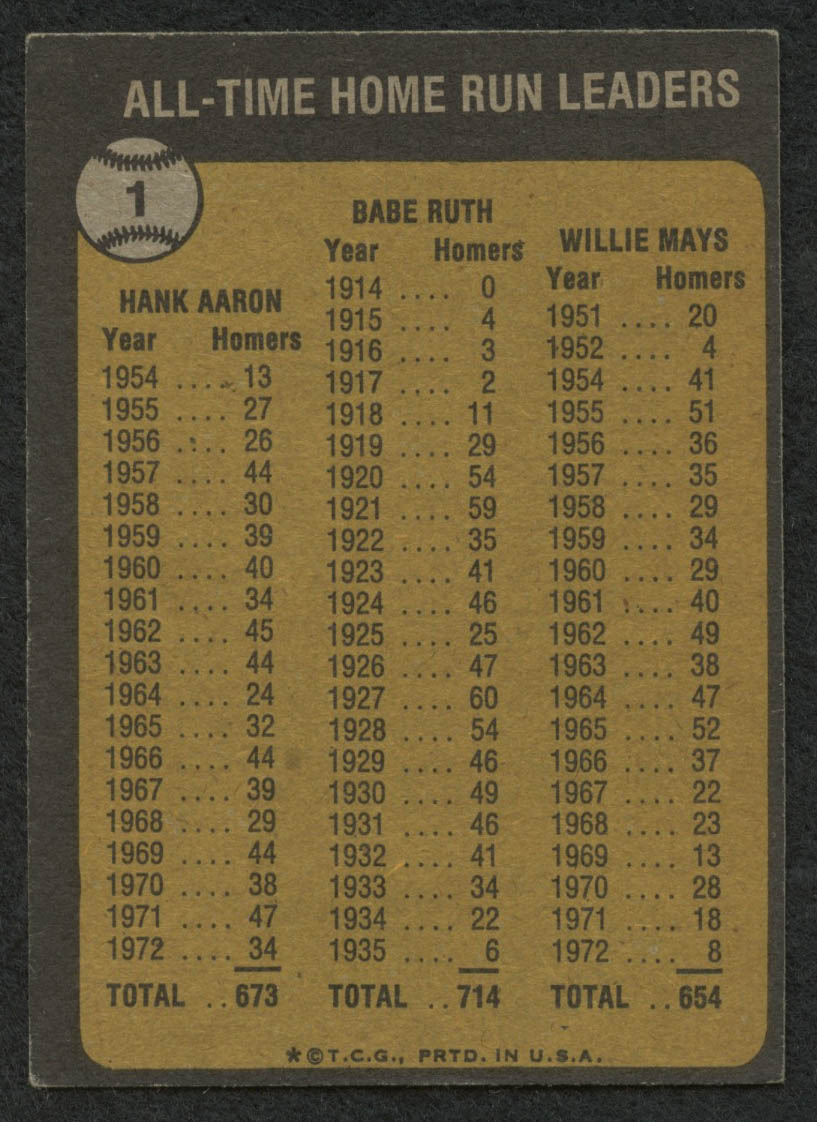 ALL-TIME HOME RUN LEADERS
1
HANK AARON
Year Homers
1954 .... 13
1955 .... 27
1956 .... 26
1957 .... 44
1958 .... 30
1959 .... 39
1960 .... 40
1961 .... 34
1962 .... 45
1963 .... 44
1964 .... 24
1965 .... 32
1966 .... 44
1967 .... 39
1968 .... 29
1969 .... 44
1970 .... 38
1971 .... 47
1972 .... 34
TOTAL .. 673
BABE RUTH
Year Homers
1914 .... 0
1915 .... 4
1916 .... 3
1917 .... 2
1918 .... 11
1919 .... 29
1920 .... 54
1921 .... 59
1922 .... 35
1923 .... 41
1924 .... 46
1925 .... 25
1926 .... 47
1927 .... 60
1928 .... 54
1929 .... 46
1930 .... 49
1931 .... 46
1932 .... 41
1933 .... 34
1934 .... 22
1935 .... 6
TOTAL .. 714
WILLIE MAYS
Year Homers
1951 .... 20
1952 .... 4
1954 .... 41
1955 .... 51
1956 .... 36
1957 .... 35
1958 .... 29
1959 .... 34
1960 .... 29
1961 .... 40
1962 .... 49
1963 .... 38
1964 .... 47
1965 .... 52
1966 .... 37
1967 .... 22
1968 .... 23
1969 .... 13
1970 .... 28
1971 .... 18
1972 .... 8
TOTAL .. 654
*©T.C.G., PRTD. IN U.S.A.